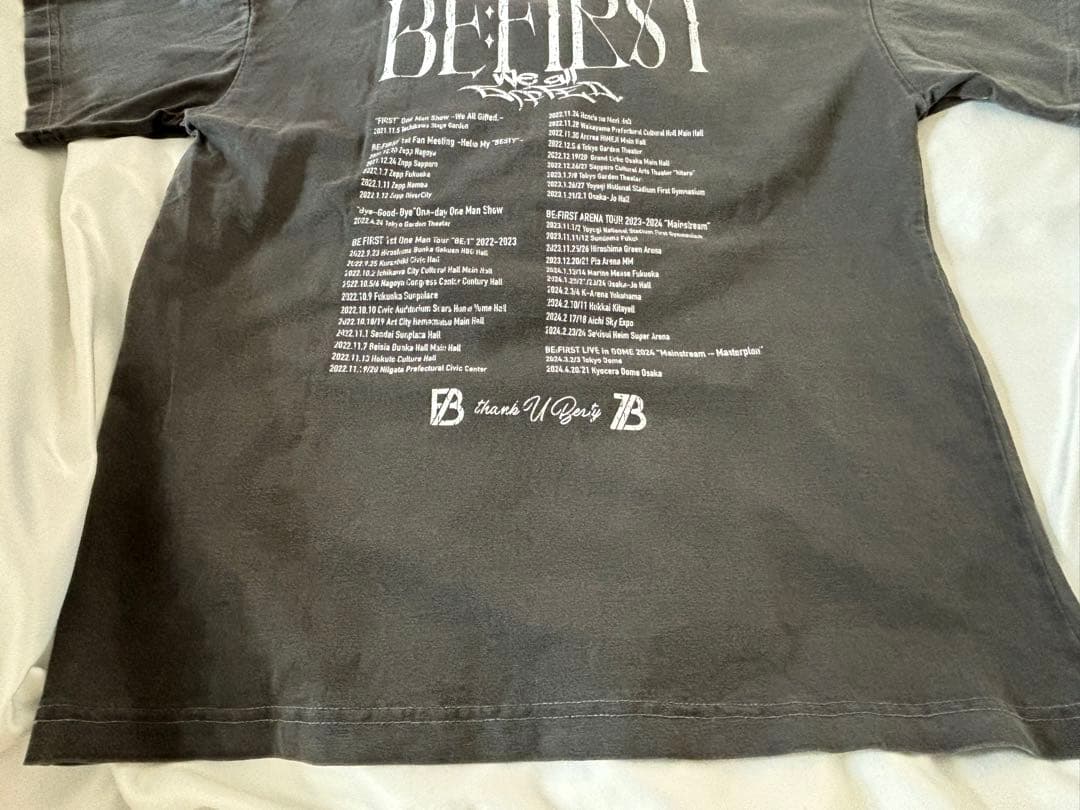 BE:FIRST
We all
GIFTED
"FIRST" One Man Show -We All Gifted.-
2021.11.5 Tachikawa Stage Garden
BE:FIRST 1st Fan Meeting -Hello My "BESTY"-
Zepp Nagoya
2021.12.24 Zepp Sapporo
2022.1.7 Zepp Fukuoka
2022.1.11 Zepp Namba
Zepp DiverCity
"Bye-Good-Bye"One-day One Man Show
2022.4.24 Tokyo Garden Theater
BE:FIRST 1st One Man Tour "BE:1" 2022-2023
2022.9.23 Hiroshima Bunka Gakuen HBG Hall
2022.9.25 Kurashiki Civic Hall
2022.10.2 Ichikawa City Cultural Hall Main Hall
2022.10.5/6 Nagoya Congress Center Century Hall
2022.10.9 Fukuoka Sunpalace
2022.10.10 Civic Auditorium Sears Home Yume Hall
2022.10.18/19 Act City Hamamatsu Main Hall
2022.11.1 Sendai Sunplaza Hall
2022.11.7 Beisia Bunka Hall Main Hall
2022.11.13 Hokuto Culture Hall
2022.11.19/20 Niigata Prefectural Civic Center
2022.11.24
2022.11.28 Wakayama Prefectural Cultural Hall Main Hall
2022.11.30 Arcrea HIMEJI Main Hall
2022.12.5.6 Tokyo Garden Theater
2022.12.19/20 Grand Cube Osaka Main Hall
2022.12.26/27 Sapporo Cultural Arts Theater "hitaru"
2023.1.7/8 Tokyo Garden Theater
2023.1.26/27 Yoyogi National Stadium First Gymnasium
2023.1.31/2.1 Osaka-Jo Hall
BE:FIRST ARENA TOUR 2023-2024 "Mainstream"
2023.11.1/2 Yoyogi National Stadium First Gymnasium
2023.11.11/12 Sundome Fukui
2023.11.25/26 Hiroshima Green Arena
2023.12.20/21 Pia Arena MM
2024.1.13/14 Marine Messe Fukuoka
Osaka-Jo Hall
2024.2.3/4 K-Arena Yokohama
2024.2.10/11 Hokkai Kitayell
2024.2.17/18 Aichi Sky Expo
2024.2.23/24 Sekisui Heim Super Arena
BE:FIRST LIVE in DOME 2024 "Mainstream - Masterplan"
2024.3.2/3 Tokyo Dome
2024.4.20/21 Kyocera Dome Osaka
thank U Besty